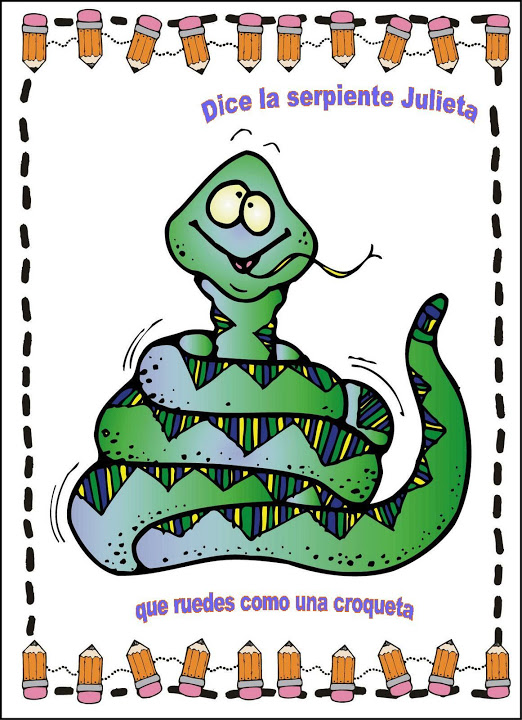 Dice la serpiente Julieta
que ruedes como una croqueta